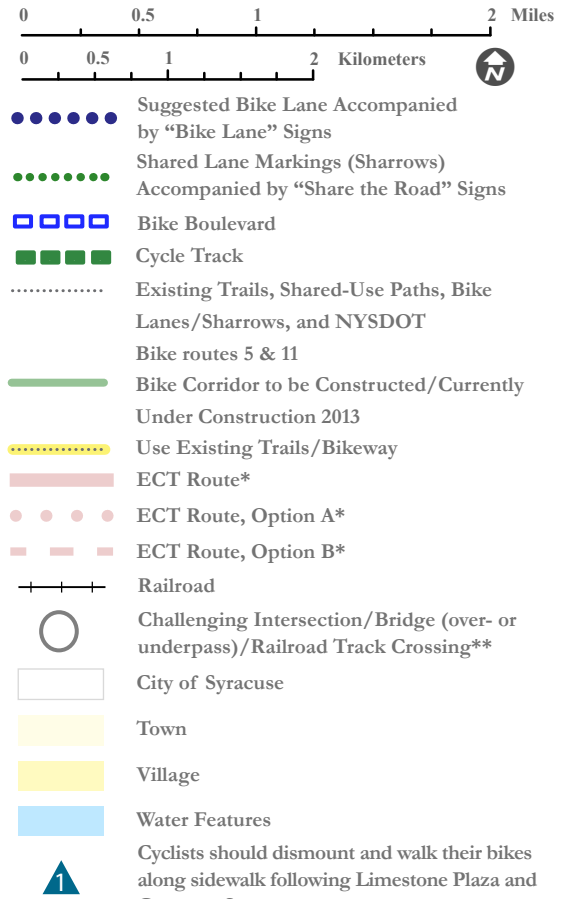 0 0.5 1 2 Miles
0 0.5 1 2 Kilometers
N
Suggested Bike Lane Accompanied
by “Bike Lane” Signs
Shared Lane Markings (Sharrows)
Accompanied by “Share the Road” Signs
Bike Boulevard
Cycle Track
Existing Trails, Shared-Use Paths, Bike
Lanes/Sharrows, and NYSDOT
Bike routes 5 & 11
Bike Corridor to be Constructed/Currently
Under Construction 2013
Use Existing Trails/Bikeway
ECT Route*
ECT Route, Option A*
ECT Route, Option B*
Railroad
Challenging Intersection/Bridge (over- or
underpass)/Railroad Track Crossing**
City of Syracuse
Town
Village
Water Features
1
Cyclists should dismount and walk their bikes
along sidewalk following Limestone Plaza and